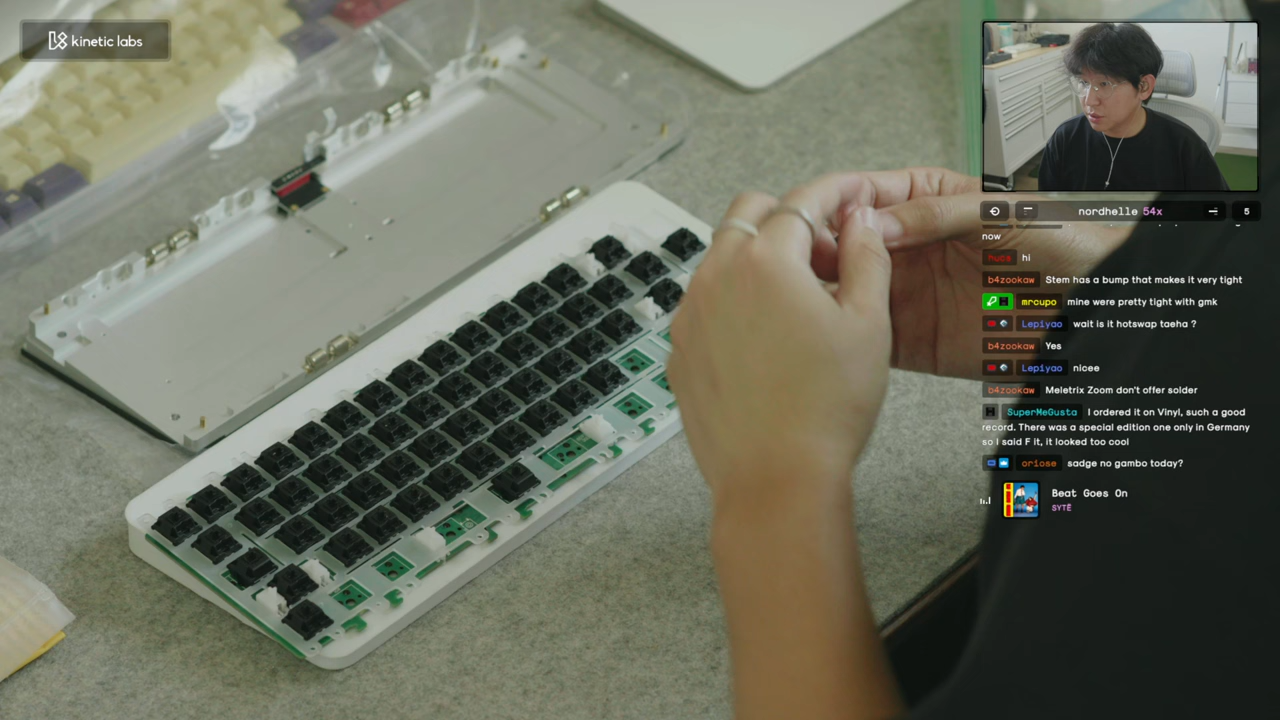 kinetic labs
nordhelle 54x
5
now
hucs hi
b4zookaw Stem has a bump that makes it very tight
mrcupo mine were pretty tight with gmk
Lepiyao wait is it hotswap taeha ?
b4zookaw Yes
Lepiyao nicee
b4zookaw Meletrix Zoom don't offer solder
SuperMeGusta I ordered it on Vinyl, such a good
record. There was a special edition one only in Germany
so I said F it, it looked too cool
oriose sadge no gambo today?
Beat Goes On
SYTË